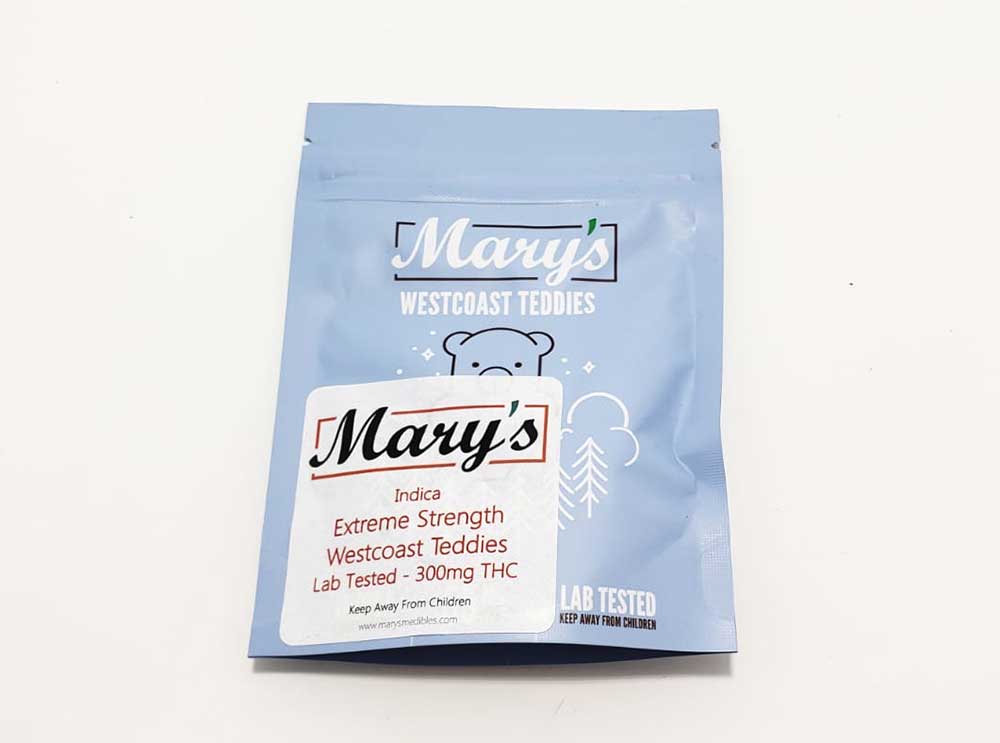 Mary's
WESTCOAST TEDDIES
Mary's
Indica
Extreme Strength
Westcoast Teddies
Lab Tested - 300mg THC
Keep Away From Children
www.marysmedibles.com
LAB TESTED
KEEP AWAY FROM CHILDREN